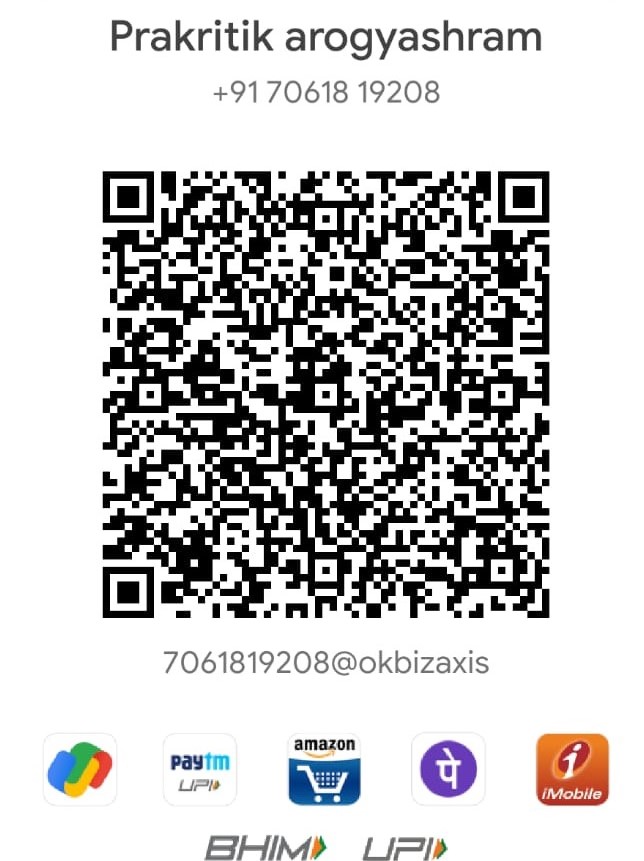 Prakritik arogyashram
+91 70618 19208
7061819208@okbizaxis
paytm
UPI
amazon
पे
i
iMobile
BHIM UPI